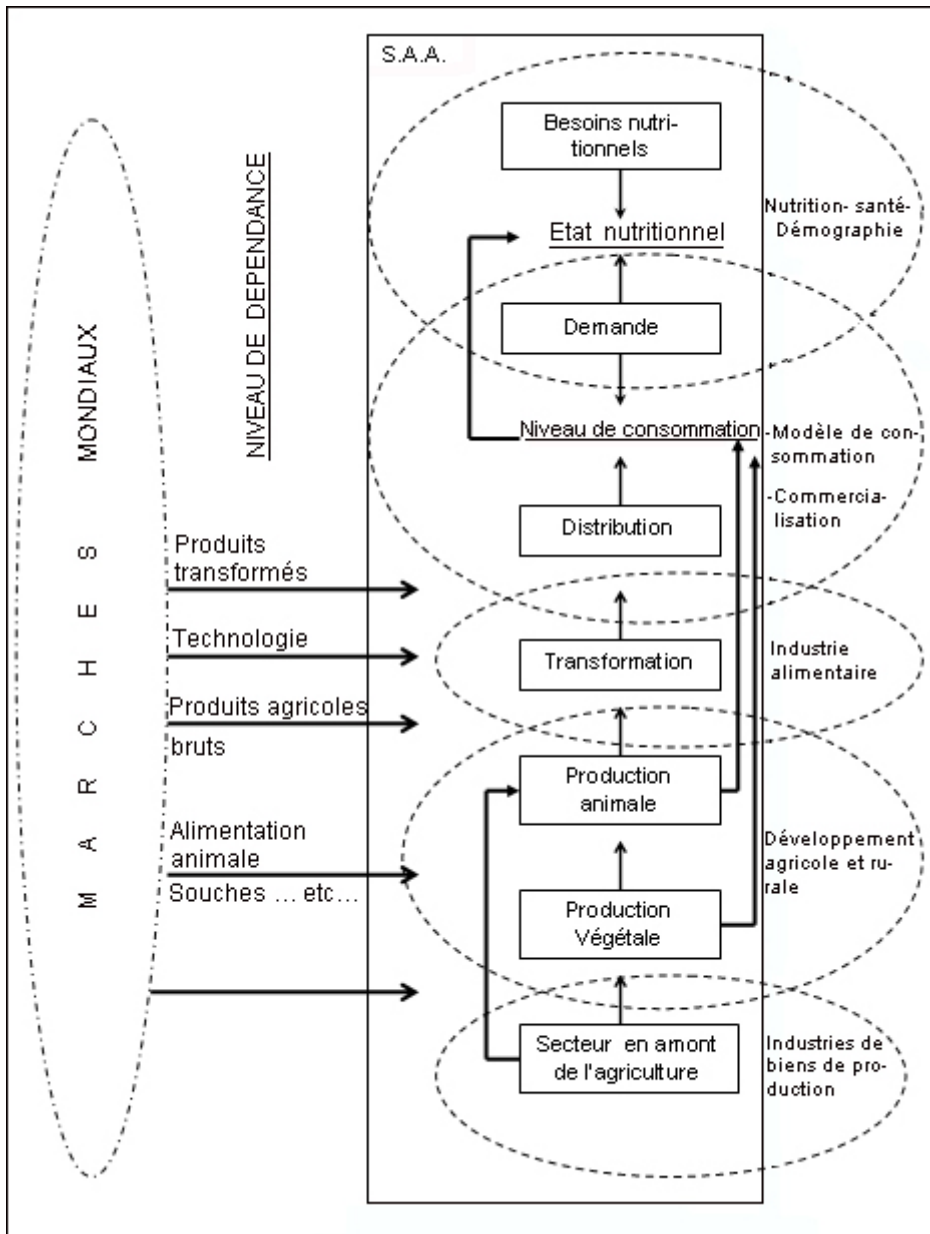 S.A.A.
Besoins nutri-
tionnels
Etat nutritionnel
Demande
Niveau de consommation
Distribution
Transformation
Production
animale
Production
Végétale
Secteur en amont
de l'agriculture
Nutrition- santé-
Démographie
-Modèle de con-
sommation
-Commercia-
lisation
Industrie
alimentaire
Développement
agricole et ru-
rale
Industries de
biens de pro-
duction
NIVEAU DE DEPENDANCE
MARCHES MONDIAUX
Produits
transformés
Technologie
Produits agricoles
bruts
Alimentation
animale
Souches ... etc...